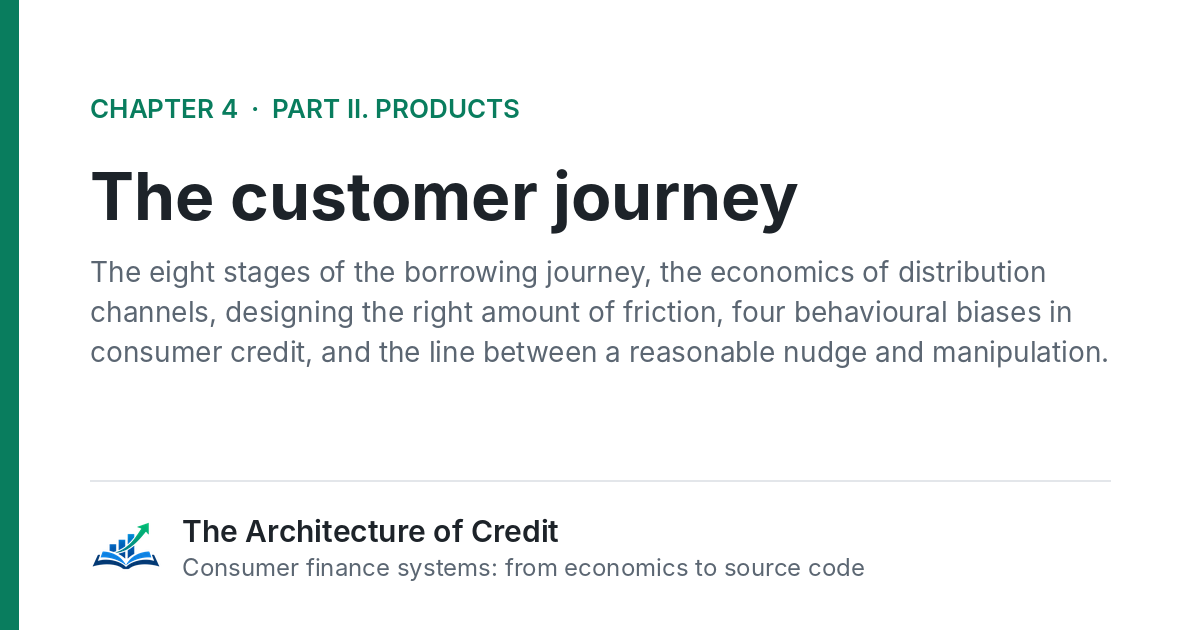 CHAPTER 4 · PART II. PRODUCTS
The customer journey
The eight stages of the borrowing journey, the economics of distribution
channels, designing the right amount of friction, four behavioural biases in
consumer credit, and the line between a reasonable nudge and manipulation.
The Architecture of Credit
Consumer finance systems: from economics to source code